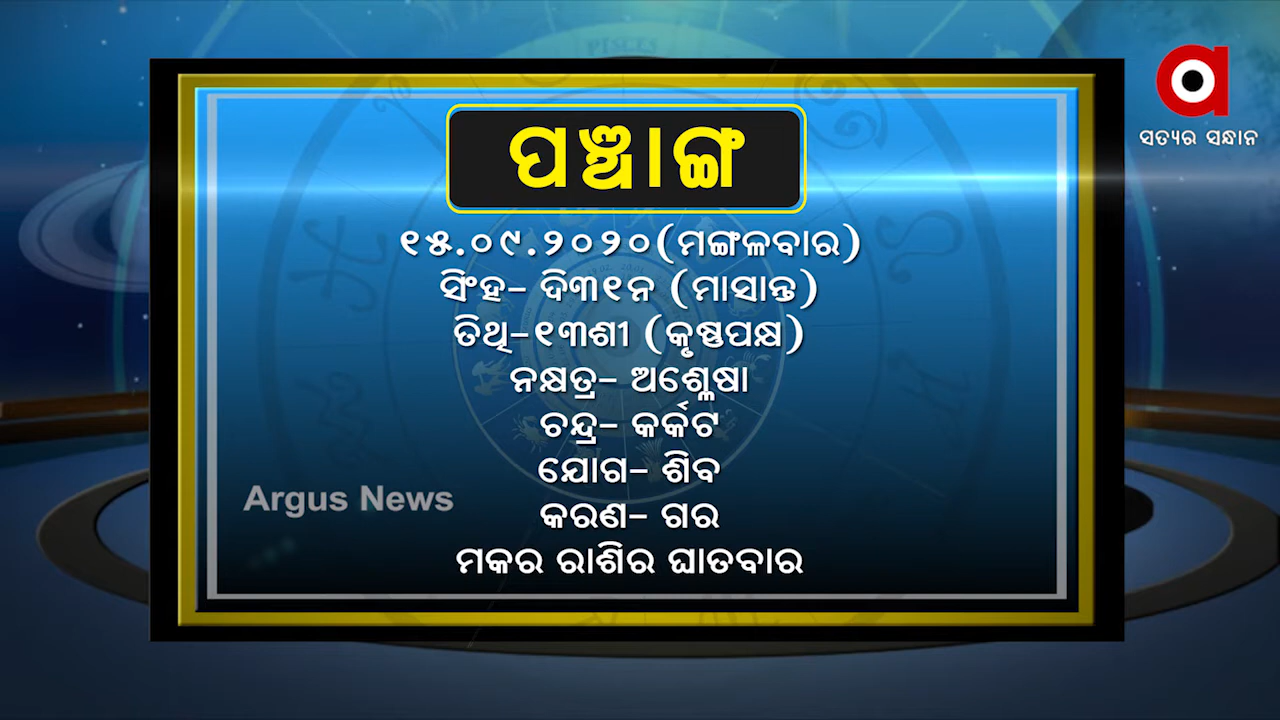 ପଞ୍ଚାଙ୍ଗ
ସତ୍ୟର ସନ୍ଧାନ
୧୫.୦୯.୨୦୨୦(ମଙ୍ଗଳବାର)
ସିଂହ- ଦି୩୧ନ (ମାସାନ୍ତ)
ତିଥି-୧୩ଶୀ (କୃଷ୍ଣପକ୍ଷ)
ନକ୍ଷତ୍ର- ଅଶ୍ଳେଷା
ଚନ୍ଦ୍ର- କର୍କଟ
ଯୋଗ- ଶିବ
Argus News
କରଣ- ଗର
ମକର ରାଶିର ଘାତବାର